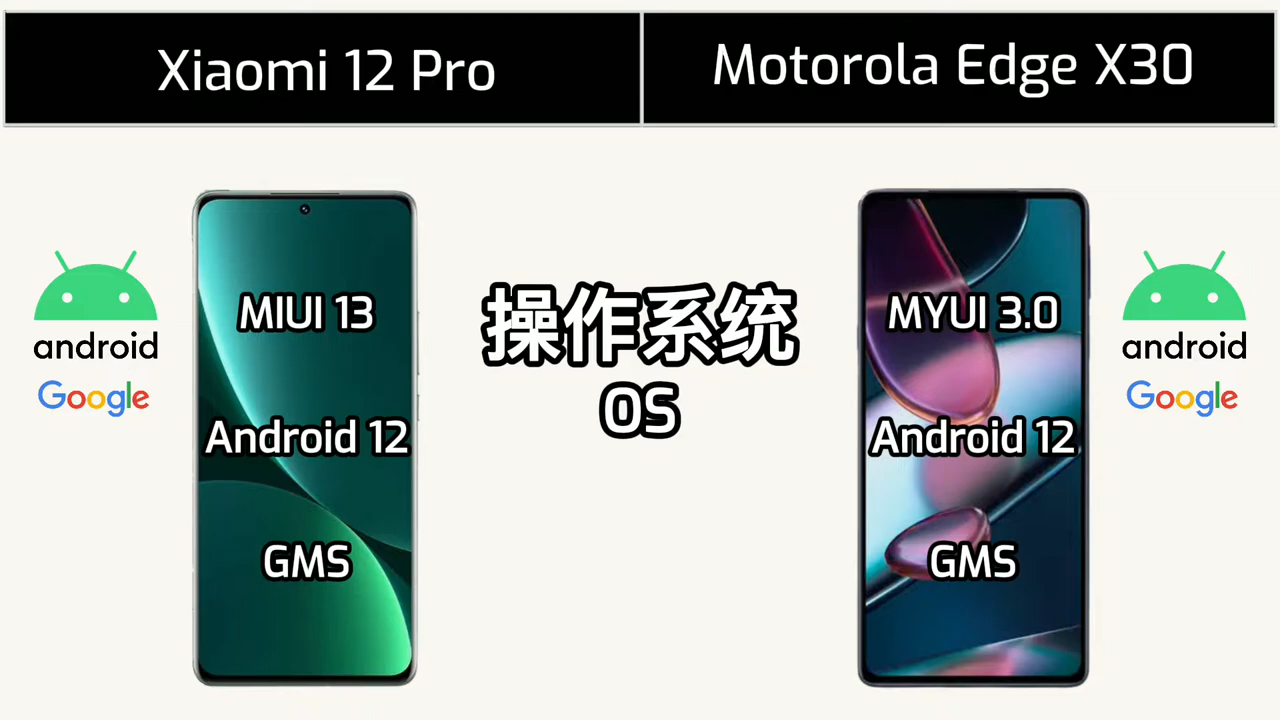 Xiaomi 12 Pro
Motorola Edge X30
android
Google
MIUI 13
Android 12
GMS
操作系统
OS
MYUI 3.0
Android 12
GMS
android
Google